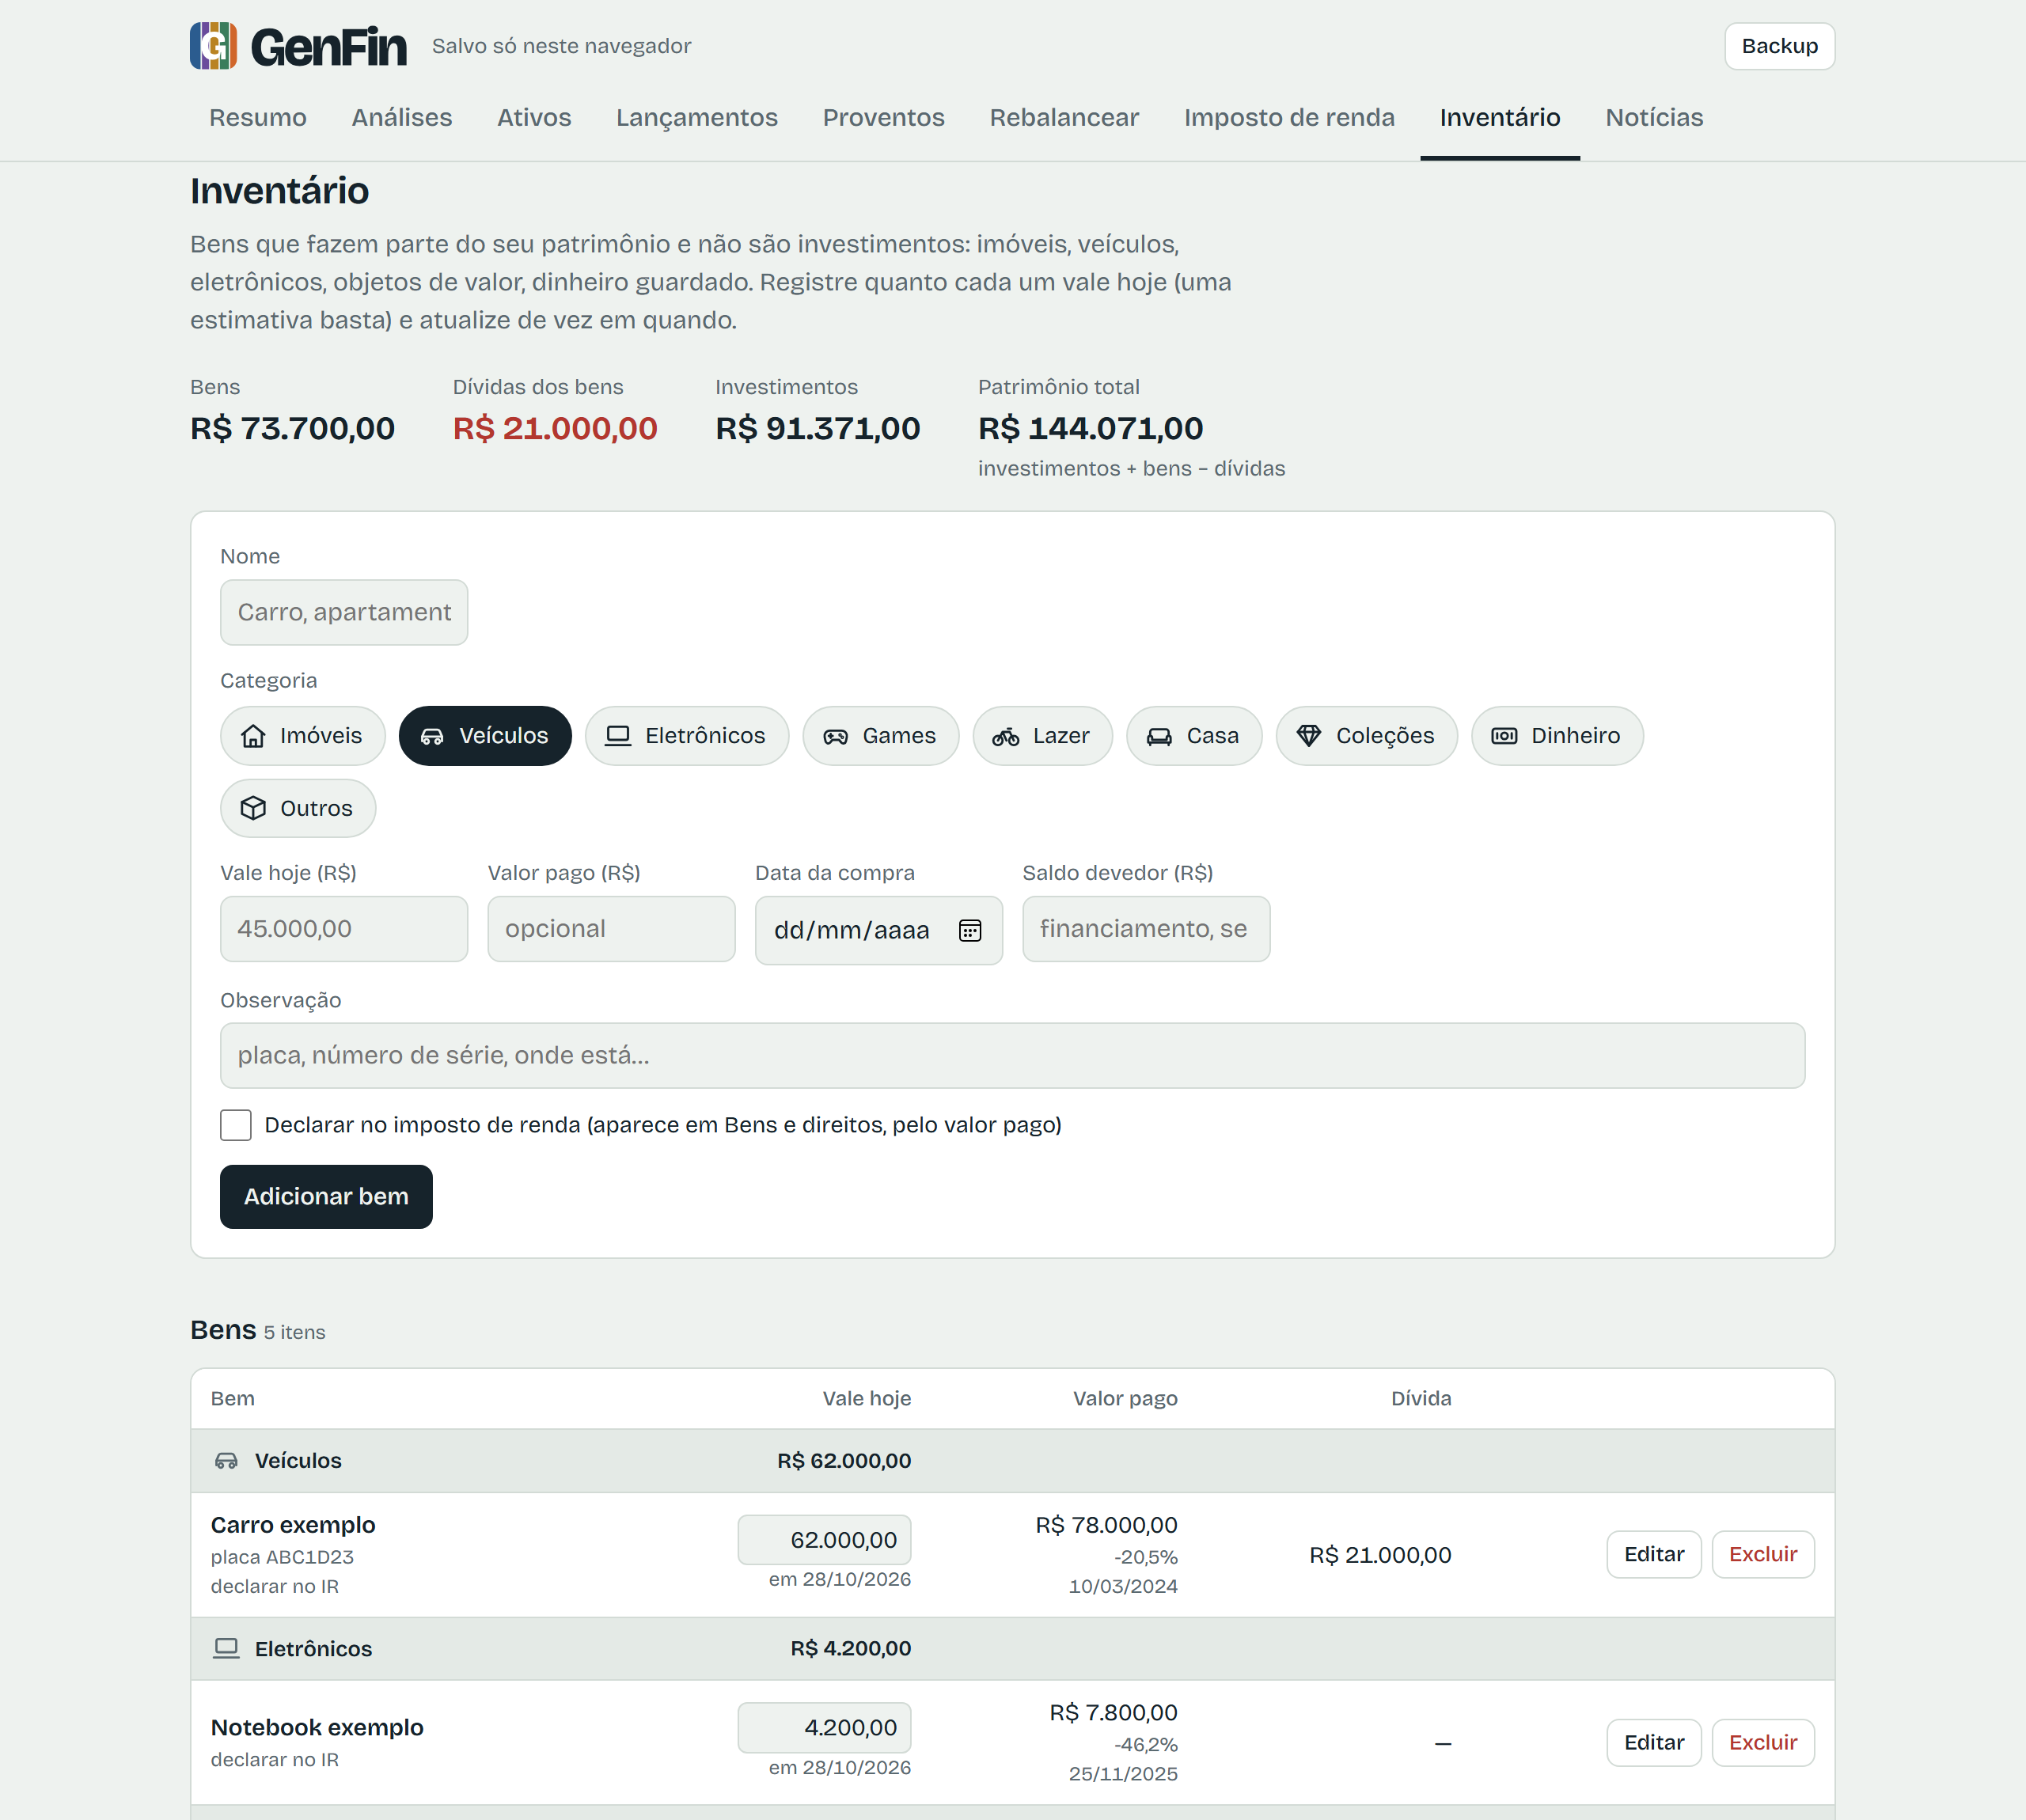 G GenFin Salvo só neste navegador Backup
Resumo Análises Ativos Lançamentos Proventos Rebalancear Imposto de renda Inventário Notícias
Inventário
Bens que fazem parte do seu patrimônio e não são investimentos: imóveis, veículos,
eletrônicos, objetos de valor, dinheiro guardado. Registre quanto cada um vale hoje (uma
estimativa basta) e atualize de vez em quando.
Bens Dívidas dos bens Investimentos Patrimônio total
R$ 73.700,00 R$ 21.000,00 R$ 91.371,00 R$ 144.071,00
investimentos + bens − dívidas
Nome
Carro, apartament
Categoria
Imóveis Veículos Eletrônicos Games Lazer Casa Coleções Dinheiro
Outros
Vale hoje (R$) Valor pago (R$) Data da compra Saldo devedor (R$)
45.000,00 opcional dd/mm/aaaa financiamento, se
Observação
placa, número de série, onde está...
Declarar no imposto de renda (aparece em Bens e direitos, pelo valor pago)
Adicionar bem
Bens 5 itens
Bem Vale hoje Valor pago Dívida
Veículos R$ 62.000,00
Carro exemplo 62.000,00 R$ 78.000,00 R$ 21.000,00 Editar Excluir
placa ABC1D23 em 28/10/2026 -20,5%
declarar no IR 10/03/2024
Eletrônicos R$ 4.200,00
Notebook exemplo 4.200,00 R$ 7.800,00 — Editar Excluir
declarar no IR em 28/10/2026 -46,2%
25/11/2025